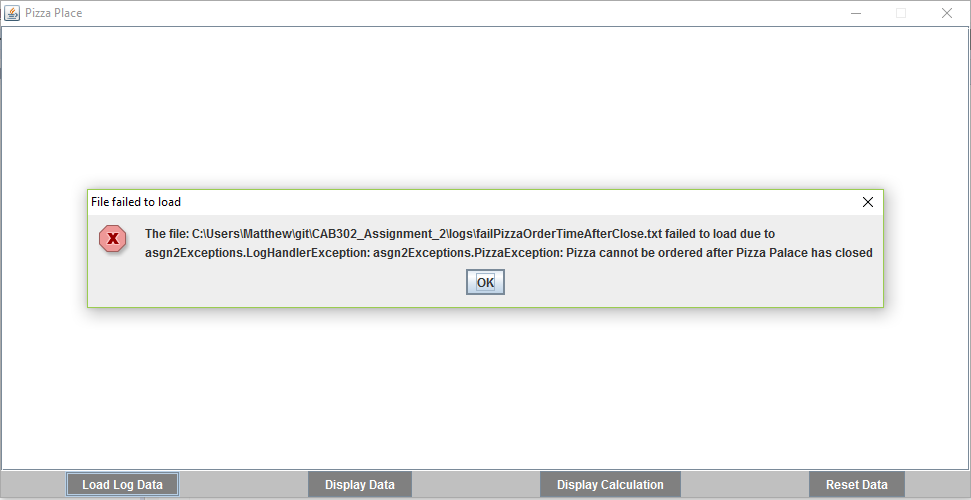 Pizza Place
File failed to load
The file: C:\Users\Matthew\git\CAB302_Assignment_2\logs\failPizzaOrderTimeAfterClose.txt failed to load due to
asgn2Exceptions.LogHandlerException: asgn2Exceptions.PizzaException: Pizza cannot be ordered after Pizza Palace has closed
OK
Load Log Data
Display Data
Display Calculation
Reset Data